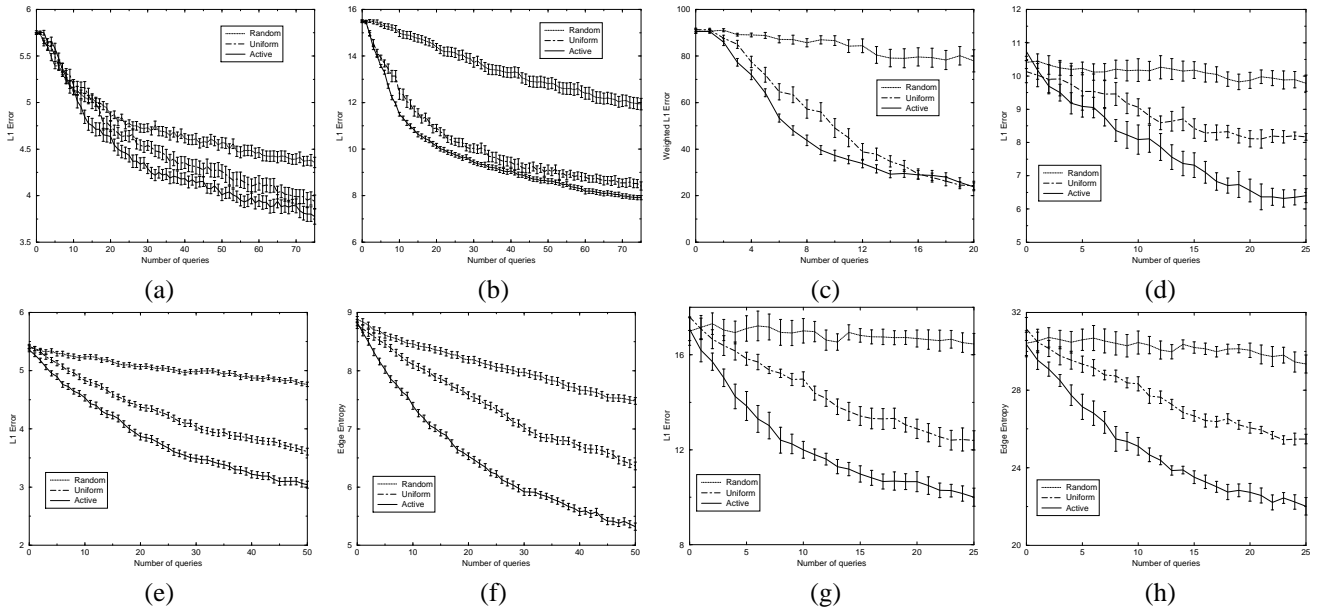 6
5.5
5
4.5
4
3.5
0 10 20 30 40 50 60 70
L1 Error
Number of queries
Random
Uniform
Active
(a)
16
14
12
10
8
6
0 10 20 30 40 50 60 70
L1 Error
Number of queries
Random
Uniform
Active
(b)
100
80
60
40
20
0
0 4 8 12 16 20
Weighted L1 Error
Number of queries
Random
Uniform
Active
(c)
12
11
10
9
8
7
6
5
0 5 10 15 20 25
L1 Error
Number of queries
Random
Uniform
Active
(d)
6
5
4
3
2
0 10 20 30 40 50
L1 Error
Number of queries
Random
Uniform
Active
(e)
9
8
7
6
5
0 10 20 30 40 50
Edge Entropy
Number of queries
Random
Uniform
Active
(f)
16
12
8
0 5 10 15 20 25
L1 Error
Number of queries
Random
Uniform
Active
(g)
32
28
24
20
0 5 10 15 20 25
Edge Entropy
Number of queries
Random
Uniform
Active
(h)